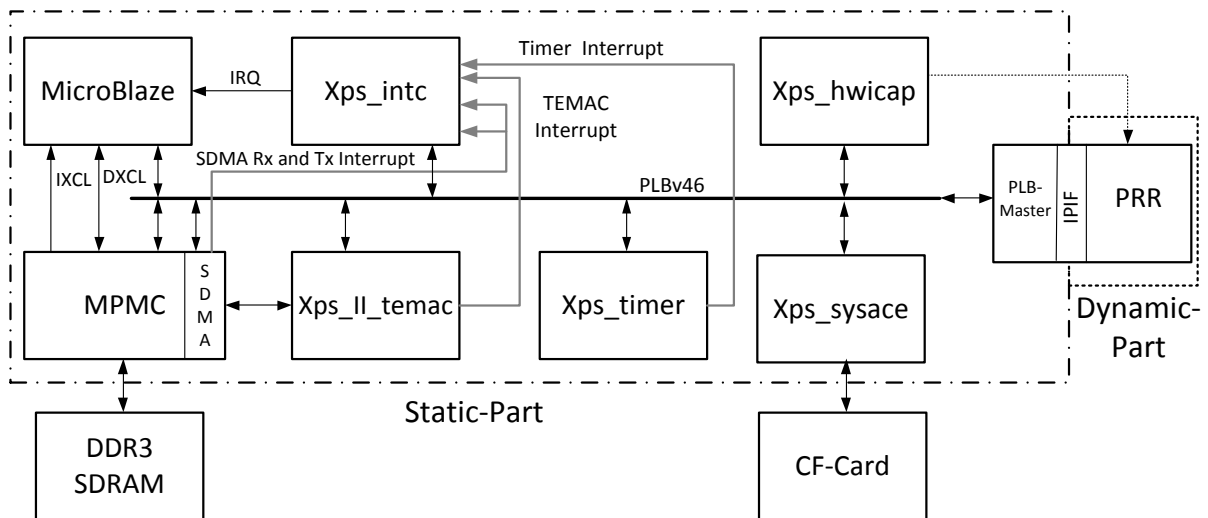 Timer Interrupt
MicroBlaze
IRQ
Xps_intc
TEMAC
Interrupt
Xps_hwicap
SDMA Rx and Tx Interrupt
IXCL
DXCL
PLBv46
PLB-
Master
IPIF
PRR
MPMC
S
D
M
A
Xps_II_temac
Xps_timer
Xps_sysace
Dynamic-
Part
Static-Part
DDR3
SDRAM
CF-Card